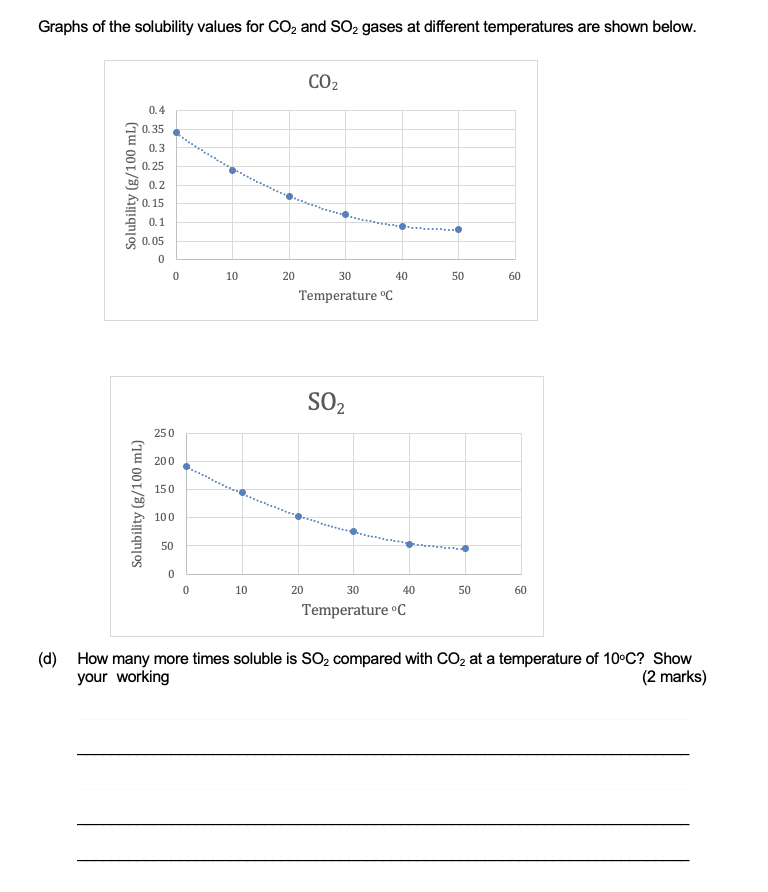 Graphs of the solubility values for CO₂ and SO₂ gases at different temperatures are shown below.
CO₂
Solubility (g/100 mL)
0.4
0.35
0.3
0.25
0.2
0.15
0.1
0.05
0
0 10 20 30 40 50 60
Temperature ᵒC
SO₂
Solubility (g/100 mL)
250
200
150
100
50
0
0 10 20 30 40 50 60
Temperature ᵒC
(d) How many more times soluble is SO₂ compared with CO₂ at a temperature of 10ᵒC? Show
your working (2 marks)